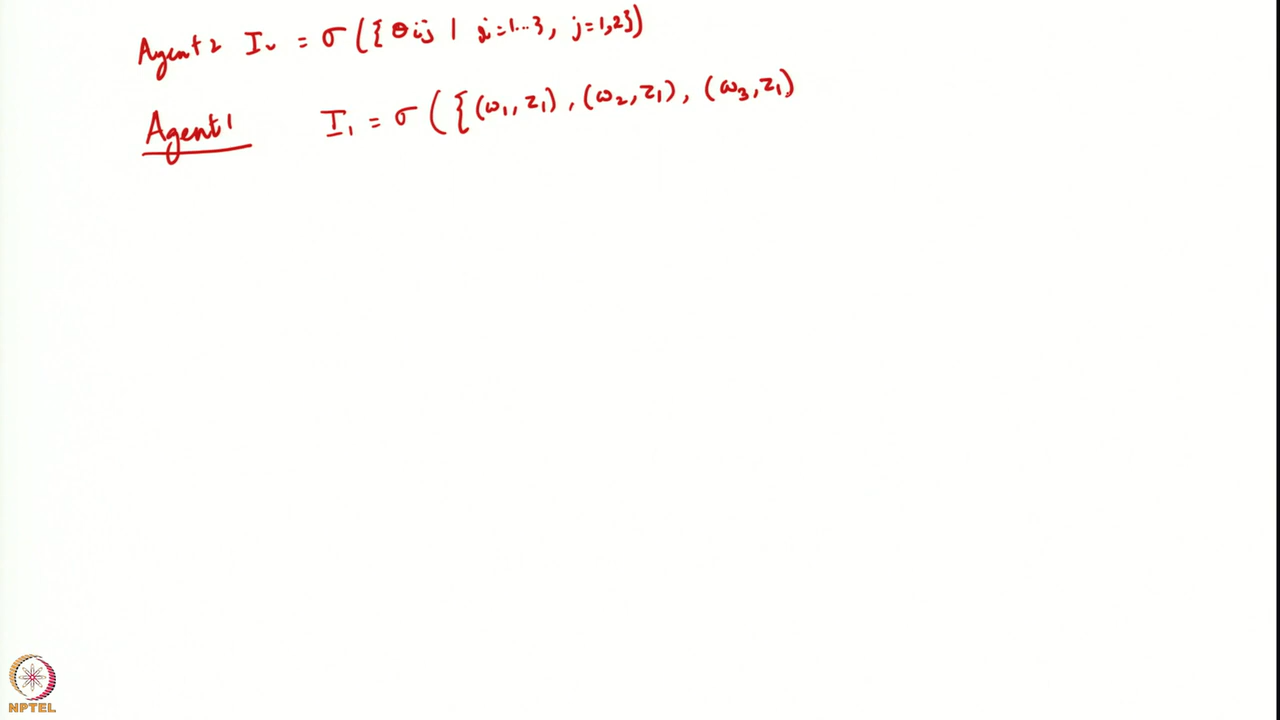 Agent 2 I₂ = σ ({ θij | i=1...3, j=1,2})
Agent 1 I₁ = σ ({(ω₁, z₁), (ω₂, z₁), (ω₃, z₁)
NPTEL